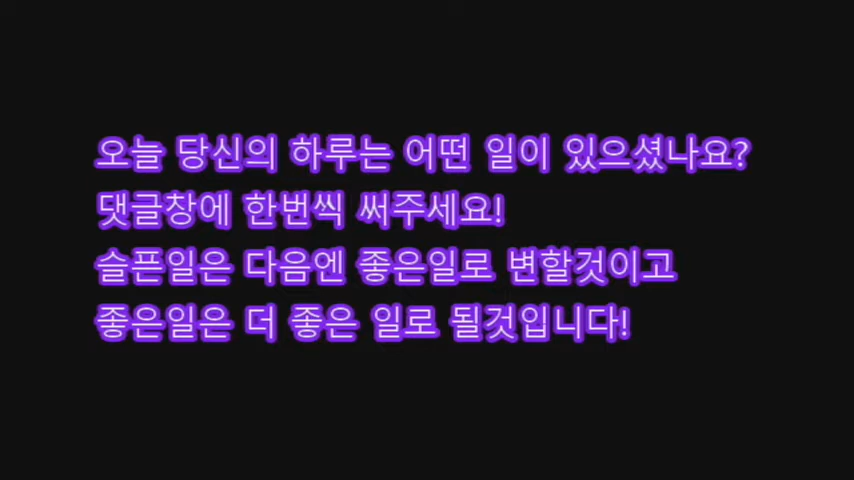 오늘 당신의 하루는 어떤 일이 있으셨나요?
댓글창에 한번씩 써주세요!
슬픈일은 다음엔 좋은일로 변할것이고
좋은일은 더 좋은 일로 될것입니다!